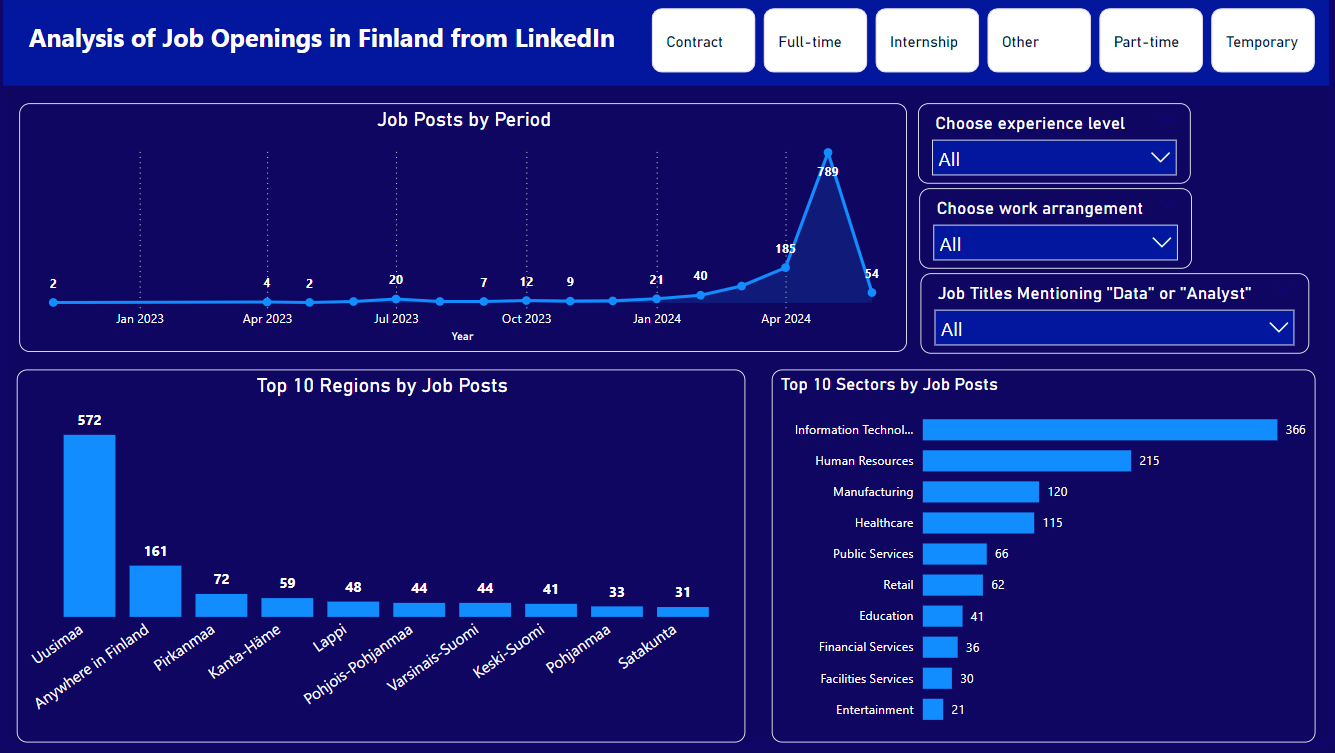 Analysis of Job Openings in Finland from LinkedIn
Contract
Full-time
Internship
Other
Part-time
Temporary
Job Posts by Period
2
4
2
20
7
12
9
21
40
185
789
54
Jan 2023
Apr 2023
Jul 2023
Oct 2023
Jan 2024
Apr 2024
Year
Choose experience level
All
Choose work arrangement
All
Job Titles Mentioning "Data" or "Analyst"
All
Top 10 Regions by Job Posts
572
161
72
59
48
44
44
41
33
31
Uusimaa
Anywhere in Finland
Pirkanmaa
Kanta-Häme
Lappi
Pohjois-Pohjanmaa
Varsinais-Suomi
Keski-Suomi
Pohjanmaa
Satakunta
Top 10 Sectors by Job Posts
Information Technol... 366
Human Resources 215
Manufacturing 120
Healthcare 115
Public Services 66
Retail 62
Education 41
Financial Services 36
Facilities Services 30
Entertainment 21